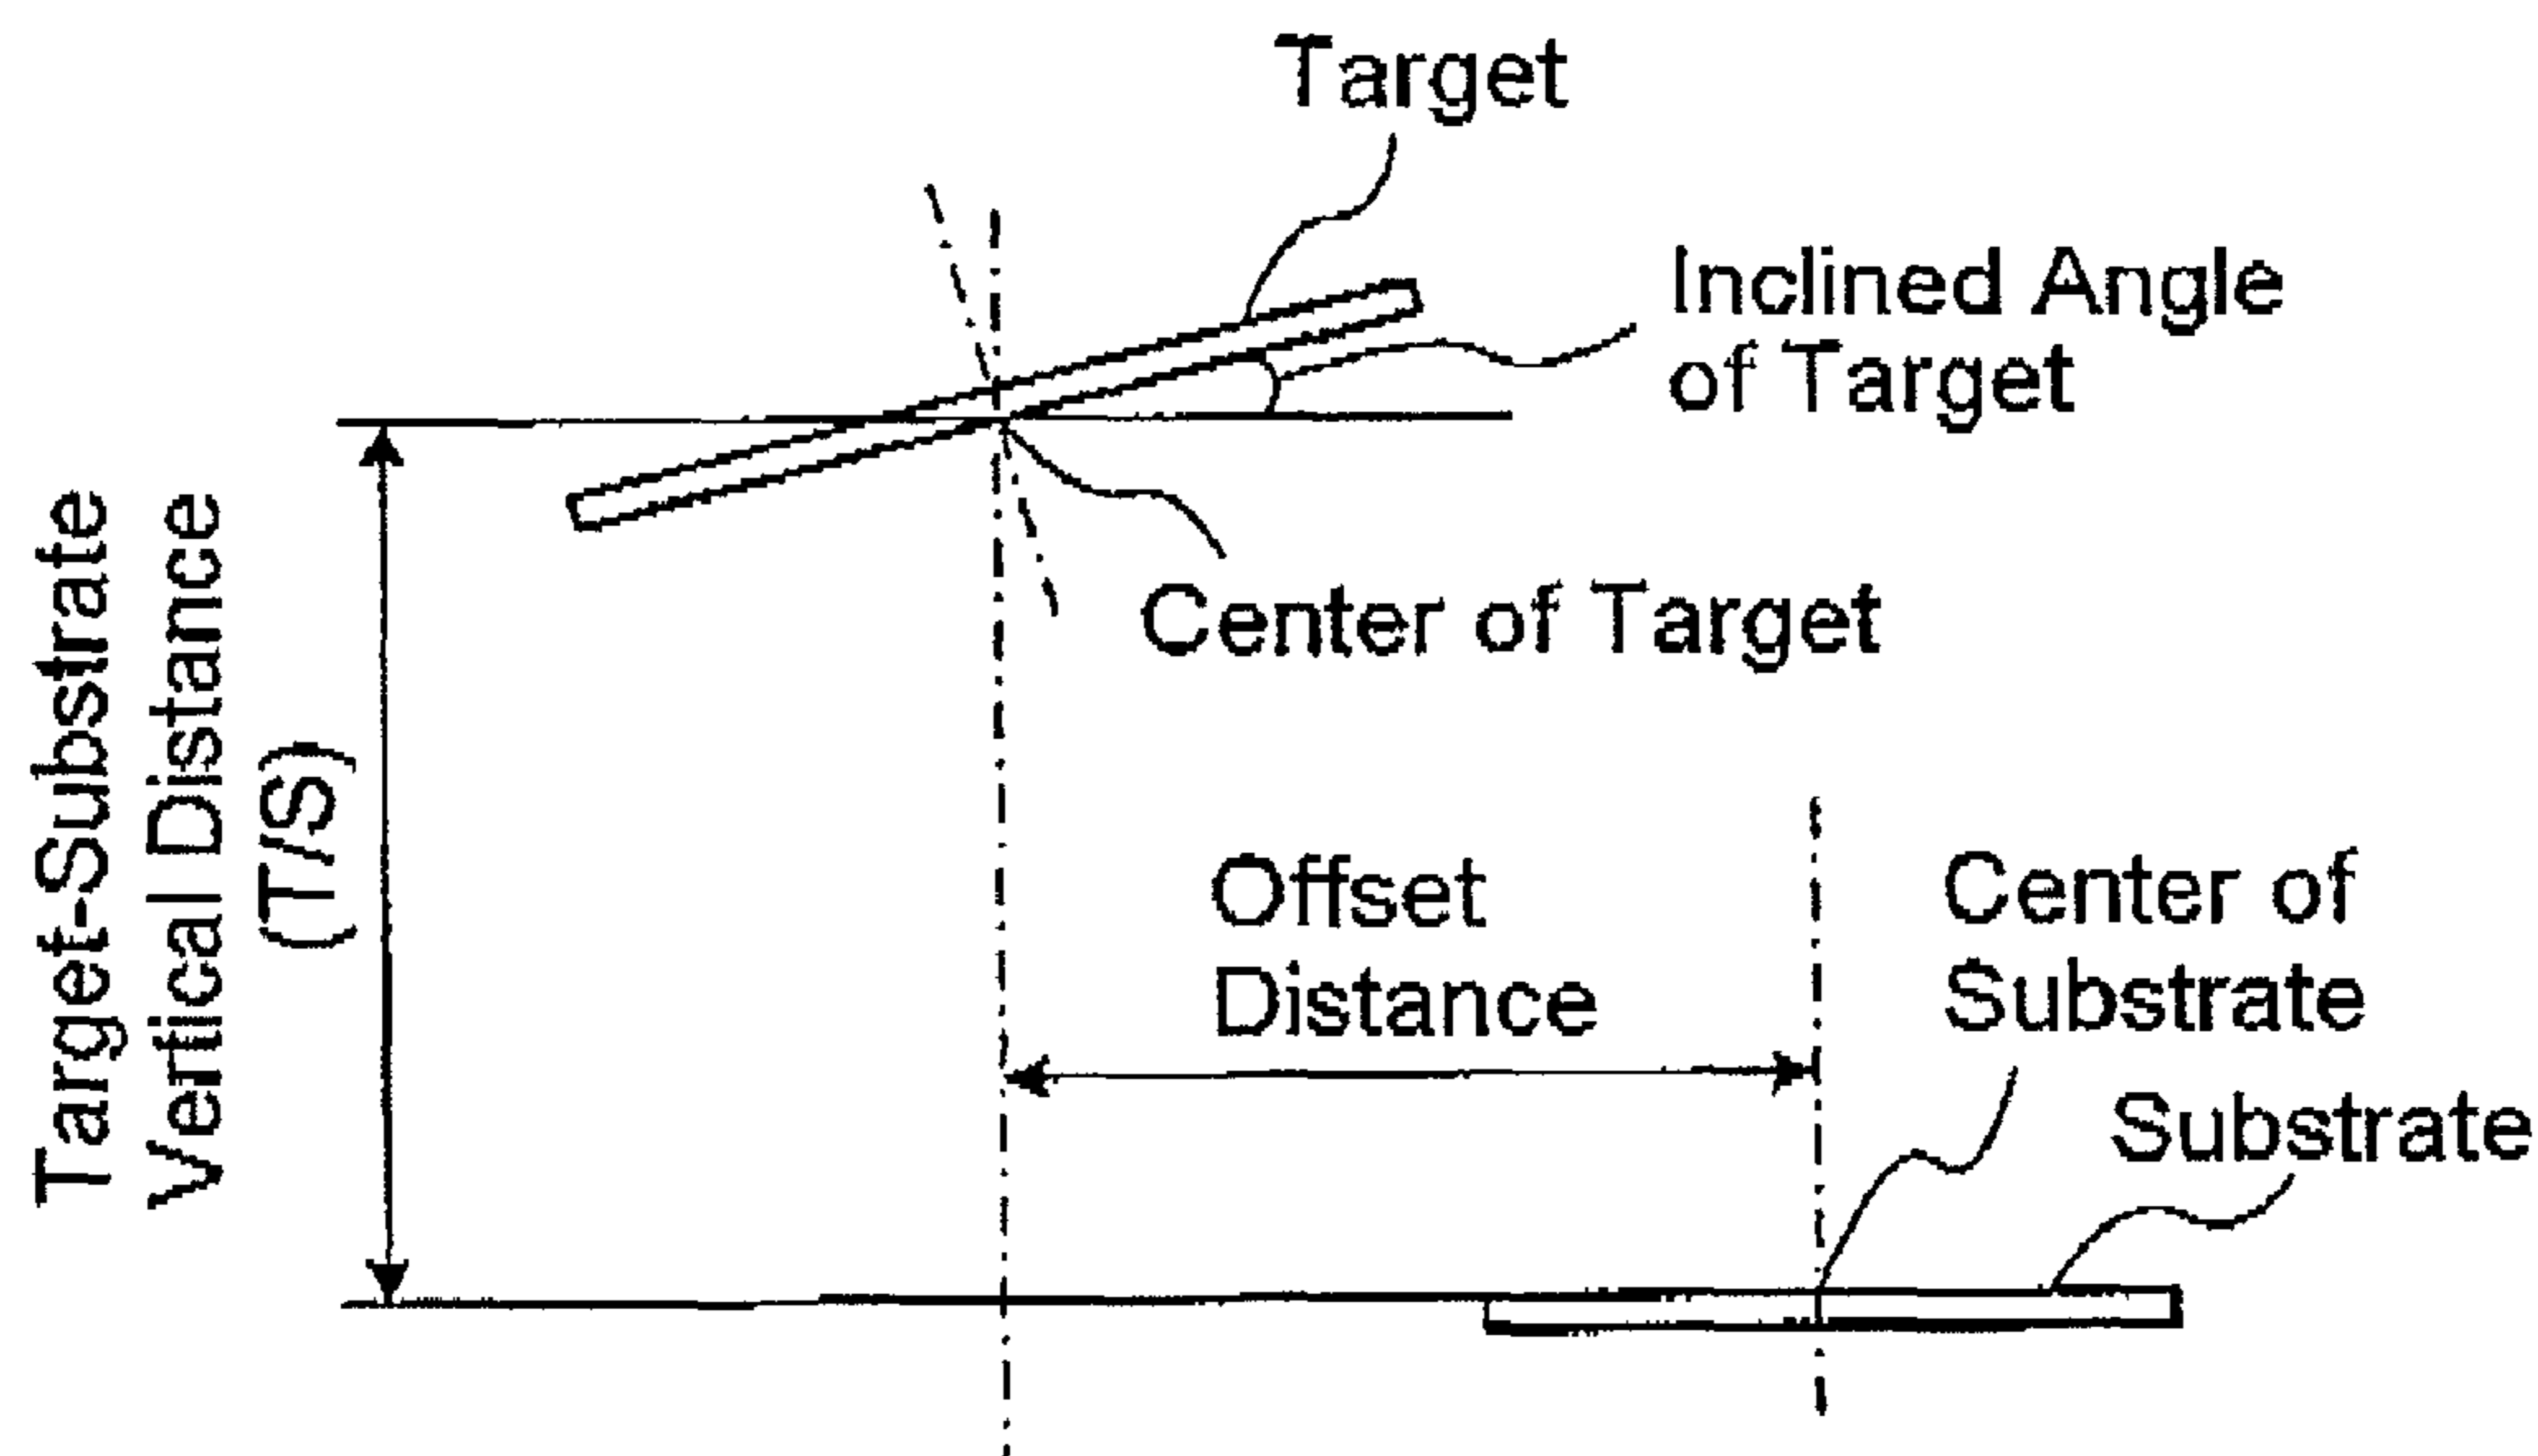 Target
Inclined Angle
of Target
Center of Target
Target-Substrate
Vertical Distance
(T/S)
Offset
Distance
Center of
Substrate
Substrate